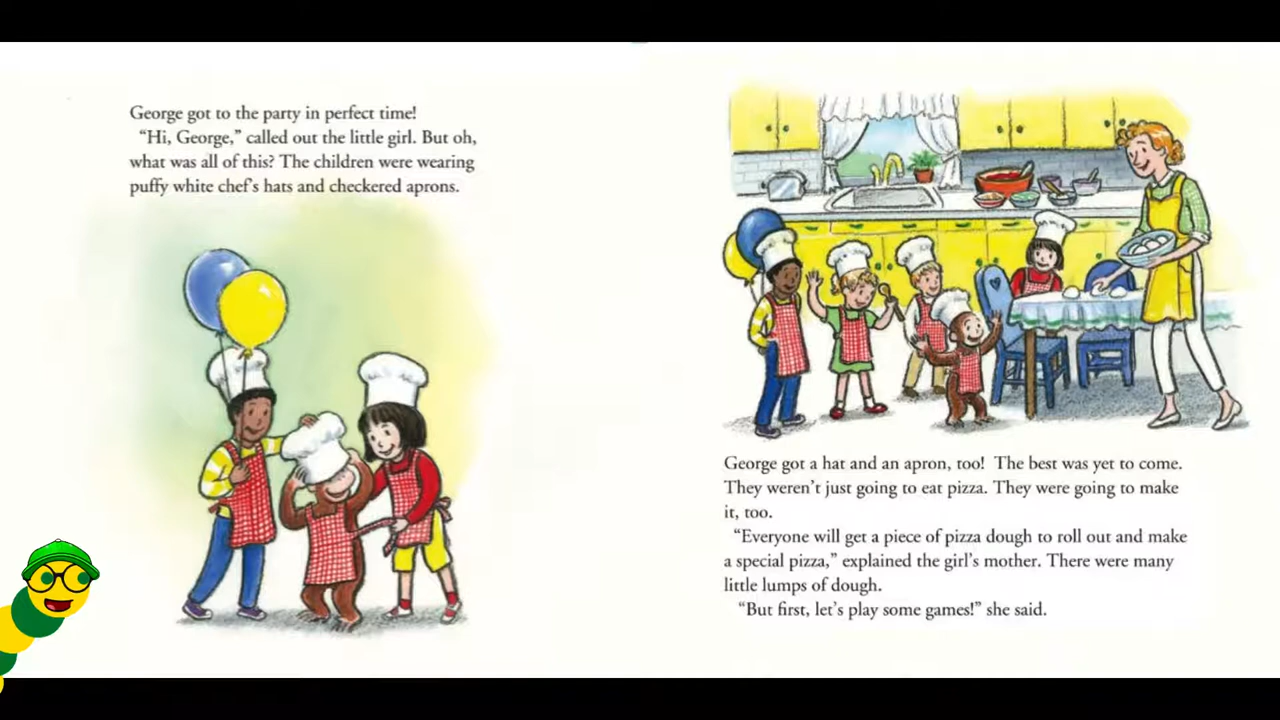 George got to the party in perfect time!
“Hi, George,” called out the little girl. But oh,
what was all of this? The children were wearing
puffy white chef’s hats and checkered aprons.
George got a hat and an apron, too! The best was yet to come.
They weren’t just going to eat pizza. They were going to make
it, too.
“Everyone will get a piece of pizza dough to roll out and make
a special pizza,” explained the girl’s mother. There were many
little lumps of dough.
“But first, let’s play some games!” she said.